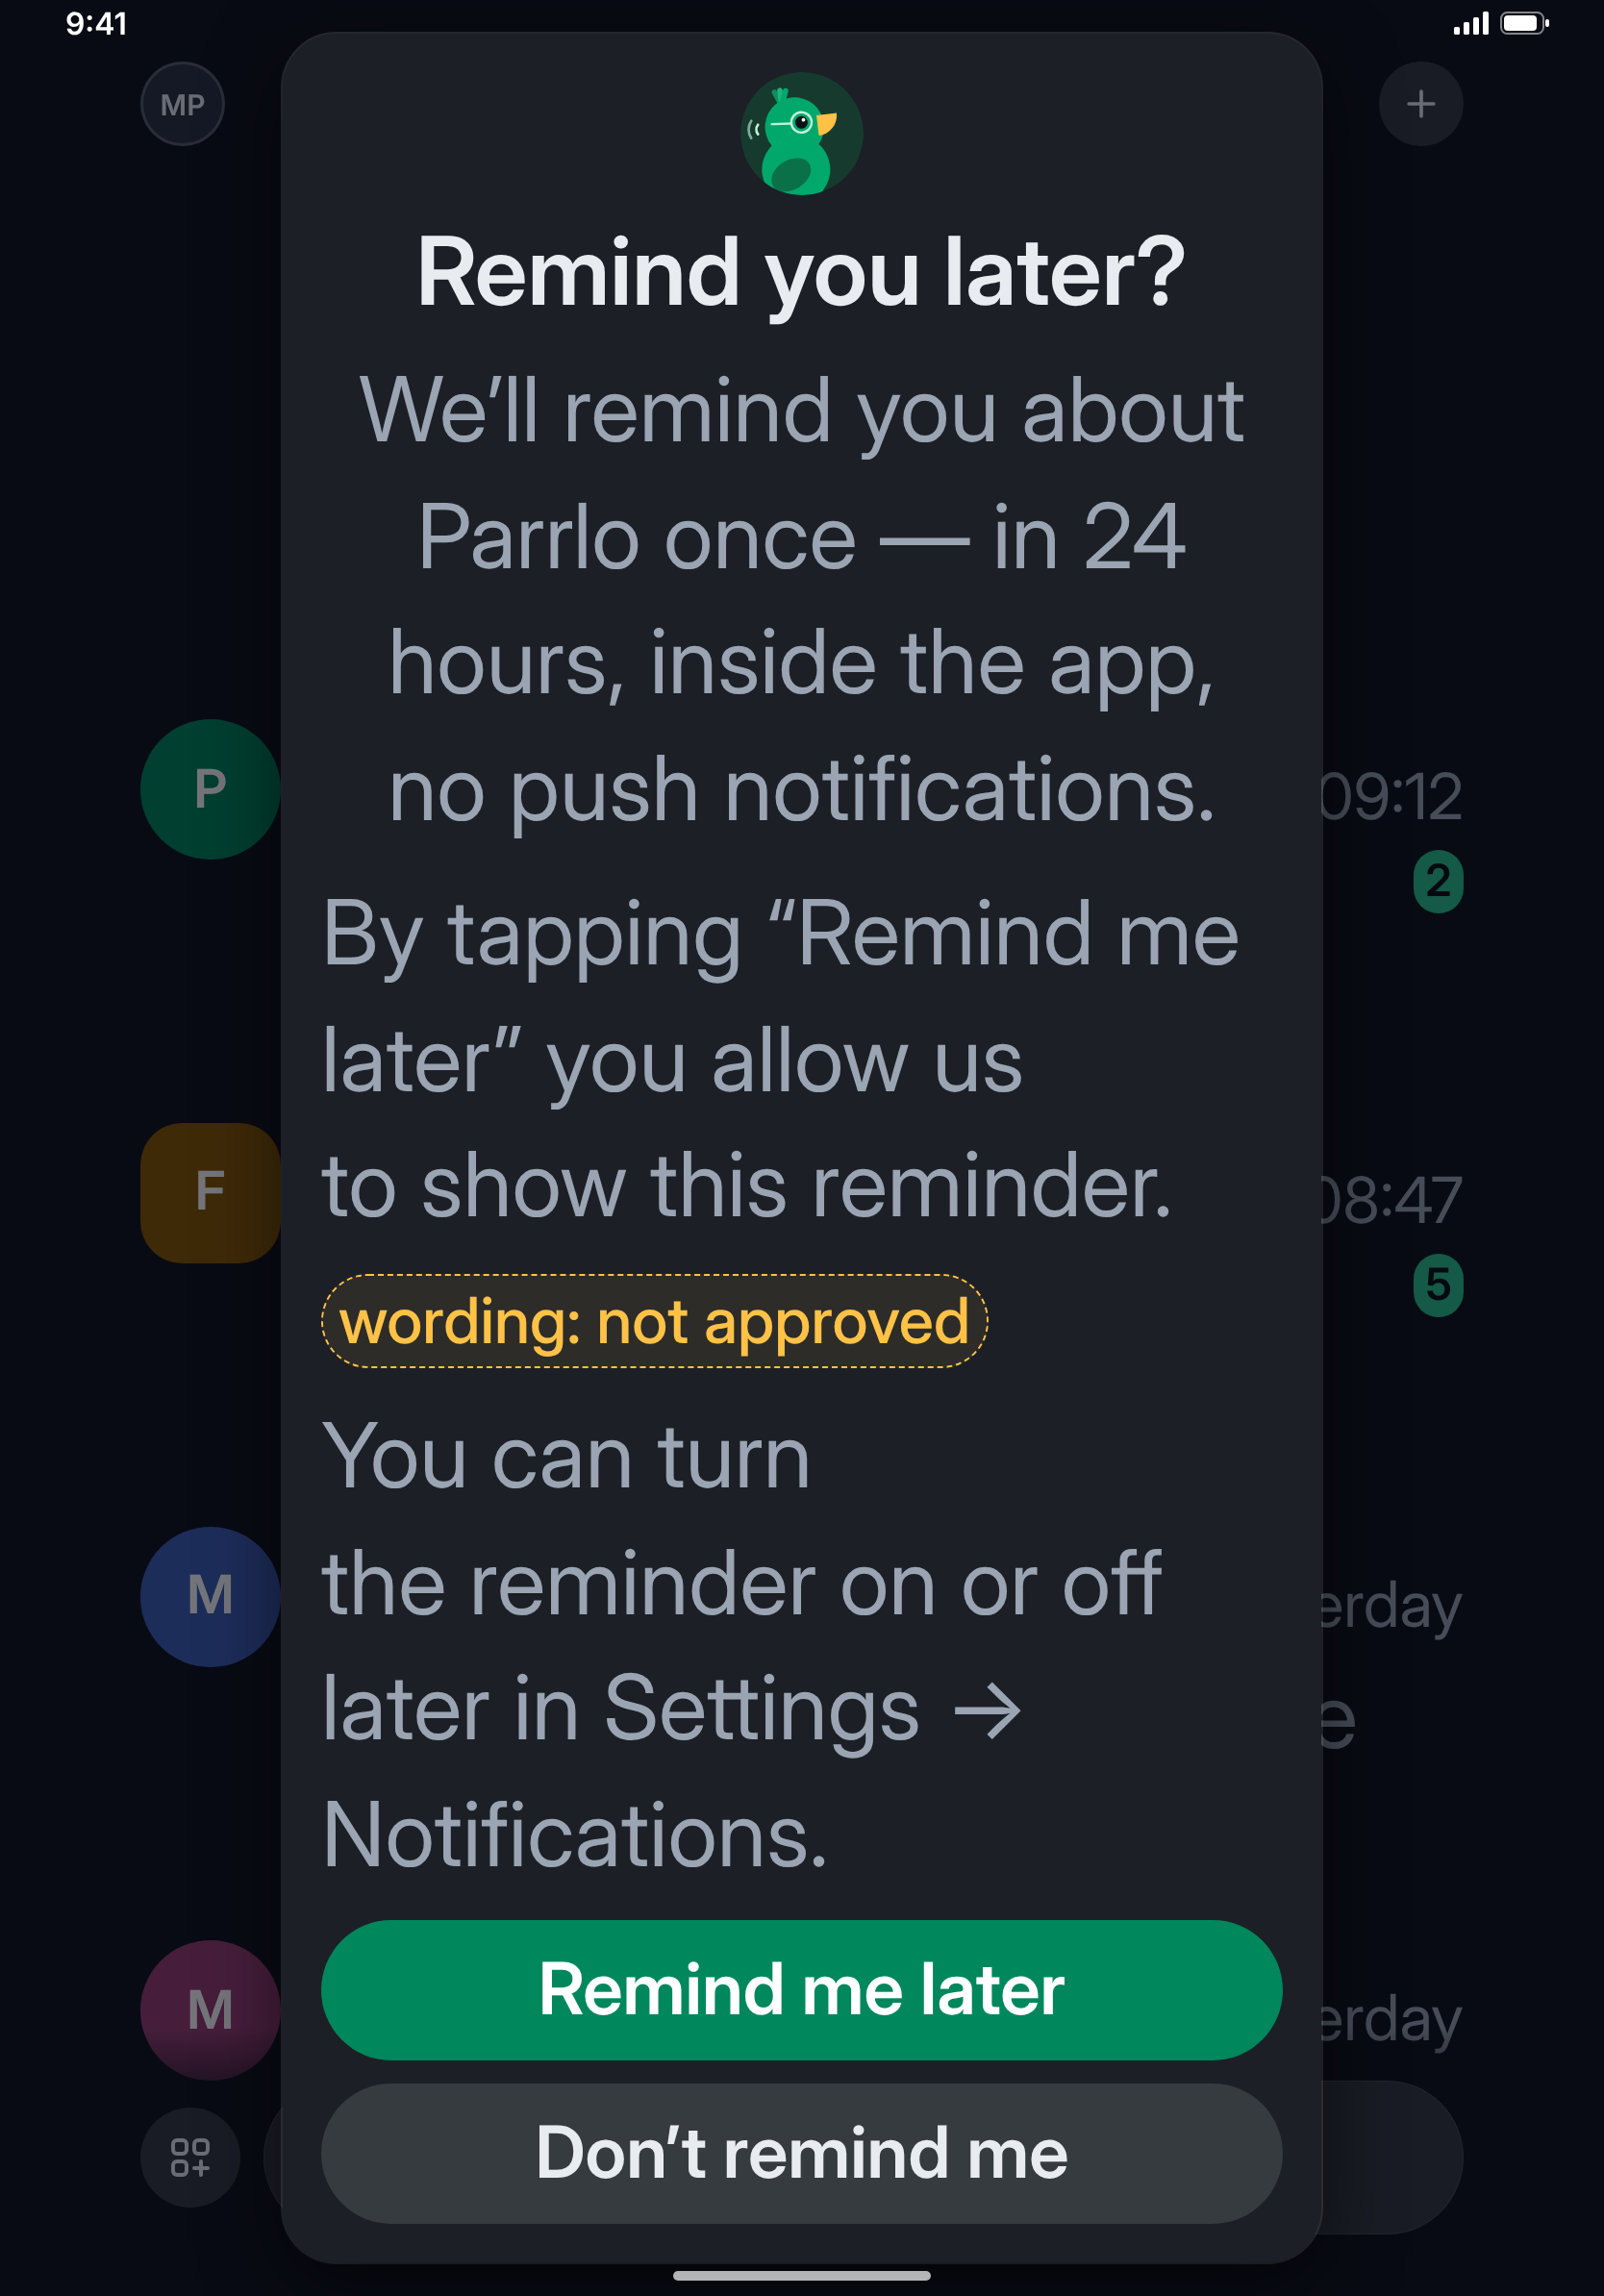 9:41
MP
Remind you later?
We’ll remind you about
Parrlo once — in 24
hours, inside the app,
no push notifications.
By tapping “Remind me
later” you allow us
to show this reminder.
wording: not approved
You can turn
the reminder on or off
later in Settings →
Notifications.
Remind me later
Don’t remind me
P
09:12
2
F
08:47
5
M
e
M